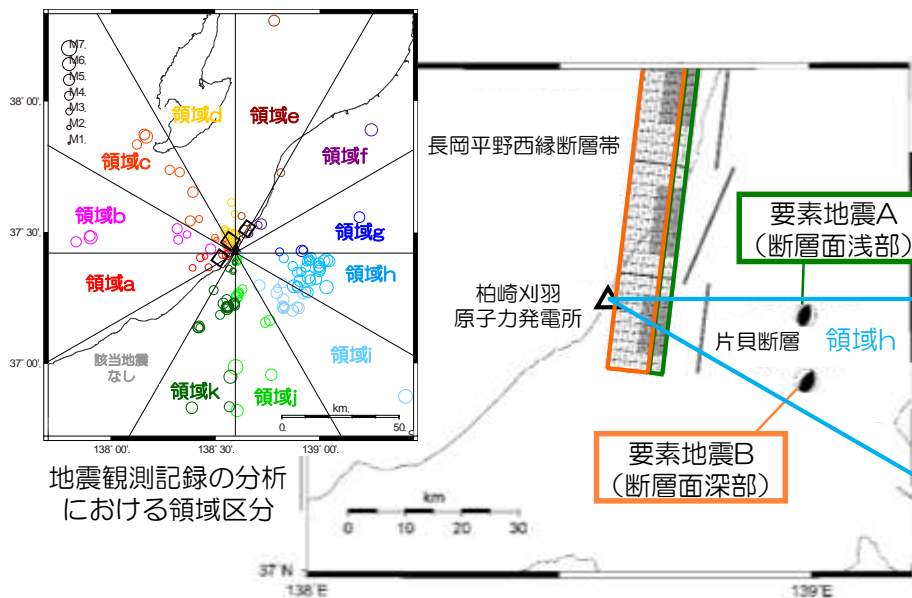 M7.
M6.
M5.
M4.
M3.
M2.
M1.
38° 00'.
37° 30'.
37° 00'.
138° 00'.
138° 30'.
139° 00'.
領域d
領域e
領域c
領域f
領域b
領域g
領域a
領域h
領域i
該当地震
なし
領域k
領域j
km.
0.
50.
地震観測記録の分析
における領域区分
長岡平野西縁断層帯
要素地震A
（断層面浅部）
柏崎刈羽
原子力発電所
片貝断層
領域h
要素地震B
（断層面深部）
km
0
10
20
30
37°N
138°E
139°E